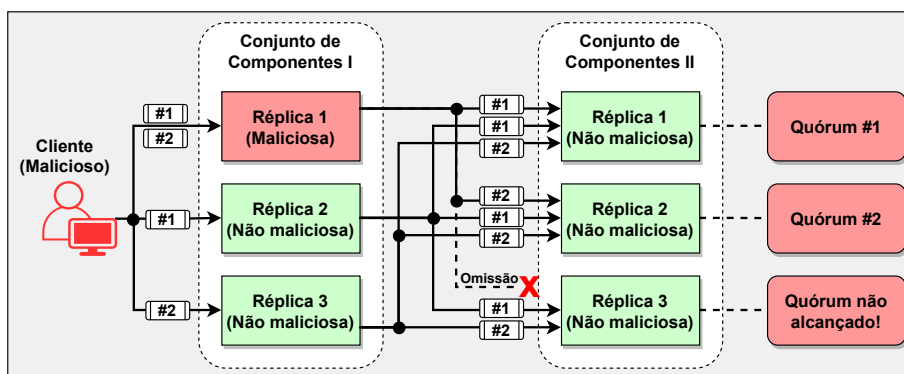 Conjunto de
Componentes I
Conjunto de
Componentes II
#1
#2
Réplica 1
(Maliciosa)
#1
#1
#2
Réplica 1
(Não maliciosa)
Quórum #1
Cliente
(Malicioso)
#1
Réplica 2
(Não maliciosa)
#2
#1
#2
Réplica 2
(Não maliciosa)
Quórum #2
Omissão
X
#2
Réplica 3
(Não maliciosa)
#1
#2
Réplica 3
(Não maliciosa)
Quórum não
alcançado!